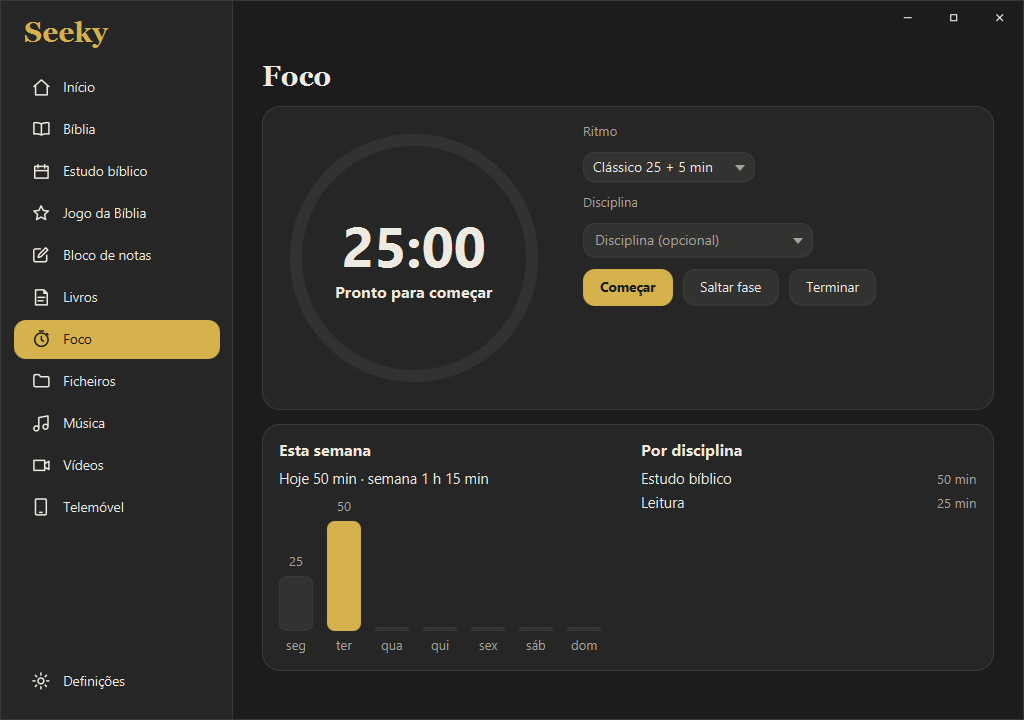 Seeky
Início
Bíblia
Estudo bíblico
Jogo da Bíblia
Bloco de notas
Livros
Foco
Ficheiros
Música
Vídeos
Telemóvel
Definições
Foco
25:00
Pronto para começar
Ritmo
Clássico 25 + 5 min
Disciplina
Disciplina (opcional)
Começar Saltar fase Terminar
Esta semana
Hoje 50 min · semana 1 h 15 min
50
25
seg ter qua qui sex sáb dom
Por disciplina
Estudo bíblico 50 min
Leitura 25 min